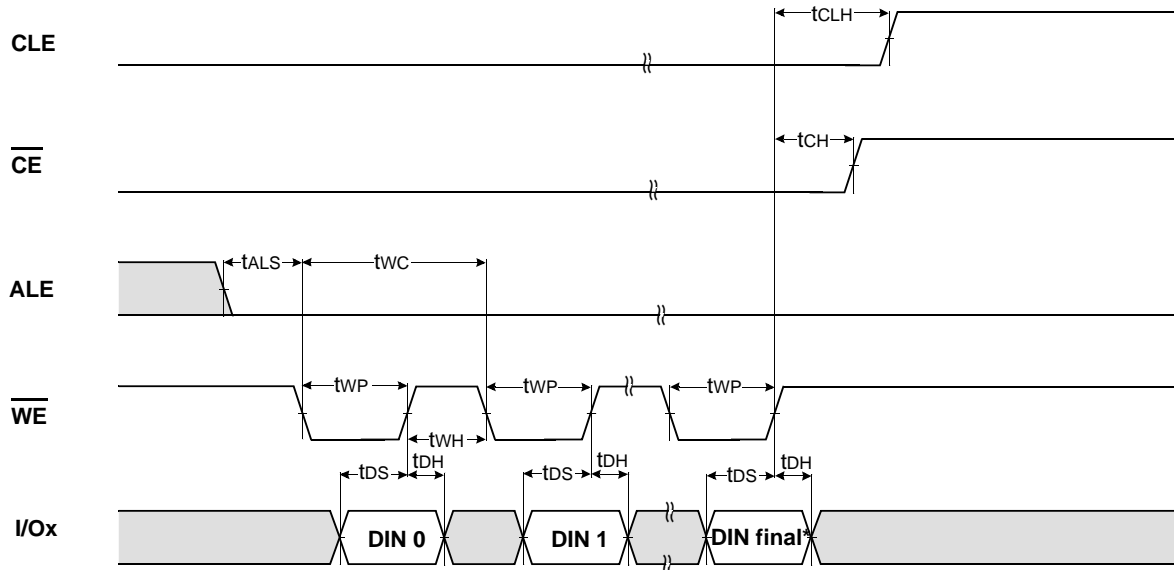 CLE
tCLH
CE
tCH
ALE
tALS
tWC
WE
tWP
tWP
tWP
tWH
I/Ox
tDS
tDH
tDS
tDH
tDS
tDH
DIN 0
DIN 1
DIN final*